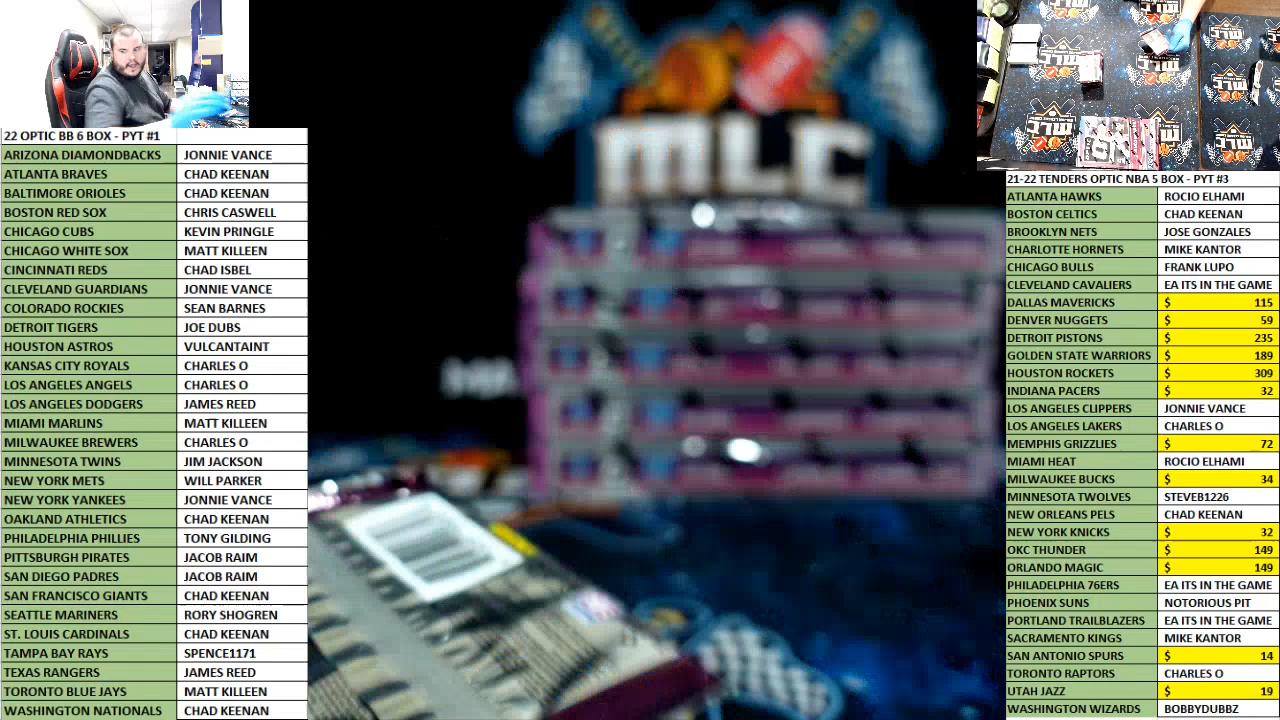 MLC
22 OPTIC BB 6 BOX - PYT #1
ARIZONA DIAMONDBACKS JONNIE VANCE
ATLANTA BRAVES CHAD KEENAN
BALTIMORE ORIOLES CHAD KEENAN
BOSTON RED SOX CHRIS CASWELL
CHICAGO CUBS KEVIN PRINGLE
CHICAGO WHITE SOX MATT KILLEEN
CINCINNATI REDS CHAD ISBEL
CLEVELAND GUARDIANS JONNIE VANCE
COLORADO ROCKIES SEAN BARNES
DETROIT TIGERS JOE DUBS
HOUSTON ASTROS VULCANTAINT
KANSAS CITY ROYALS CHARLES O
LOS ANGELES ANGELS CHARLES O
LOS ANGELES DODGERS JAMES REED
MIAMI MARLINS MATT KILLEEN
MILWAUKEE BREWERS CHARLES O
MINNESOTA TWINS JIM JACKSON
NEW YORK METS WILL PARKER
NEW YORK YANKEES JONNIE VANCE
OAKLAND ATHLETICS CHAD KEENAN
PHILADELPHIA PHILLIES TONY GILDING
PITTSBURGH PIRATES JACOB RAIM
SAN DIEGO PADRES JACOB RAIM
SAN FRANCISCO GIANTS CHAD KEENAN
SEATTLE MARINERS RORY SHOGREN
ST. LOUIS CARDINALS CHAD KEENAN
TAMPA BAY RAYS SPENCE1171
TEXAS RANGERS JAMES REED
TORONTO BLUE JAYS MATT KILLEEN
WASHINGTON NATIONALS CHAD KEENAN
21-22 TENDERS OPTIC NBA 5 BOX - PYT #3
ATLANTA HAWKS ROCIO ELHAMI
BOSTON CELTICS CHAD KEENAN
BROOKLYN NETS JOSE GONZALES
CHARLOTTE HORNETS MIKE KANTOR
CHICAGO BULLS FRANK LUPO
CLEVELAND CAVALIERS EA ITS IN THE GAME
DALLAS MAVERICKS $ 115
DENVER NUGGETS $ 59
DETROIT PISTONS $ 235
GOLDEN STATE WARRIORS $ 189
HOUSTON ROCKETS $ 309
INDIANA PACERS $ 32
LOS ANGELES CLIPPERS JONNIE VANCE
LOS ANGELES LAKERS CHARLES O
MEMPHIS GRIZZLIES $ 72
MIAMI HEAT ROCIO ELHAMI
MILWAUKEE BUCKS $ 34
MINNESOTA TWOLVES STEVEB1226
NEW ORLEANS PELS CHAD KEENAN
NEW YORK KNICKS $ 32
OKC THUNDER $ 149
ORLANDO MAGIC $ 149
PHILADELPHIA 76ERS EA ITS IN THE GAME
PHOENIX SUNS NOTORIOUS PIT
PORTLAND TRAILBLAZERS EA ITS IN THE GAME
SACRAMENTO KINGS MIKE KANTOR
SAN ANTONIO SPURS $ 14
TORONTO RAPTORS CHARLES O
UTAH JAZZ $ 19
WASHINGTON WIZARDS BOBBYDUBBZ